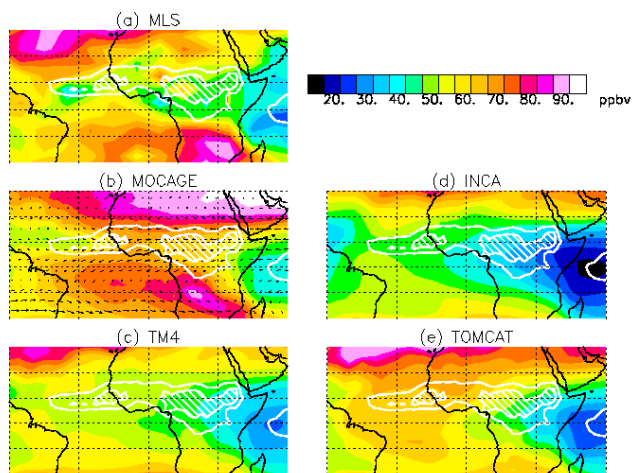 (a) MLS
20. 30. 40. 50. 60. 70. 80. 90. ppbv
(b) MOCAGE
(d) INCA
(c) TM4
(e) TOMCAT